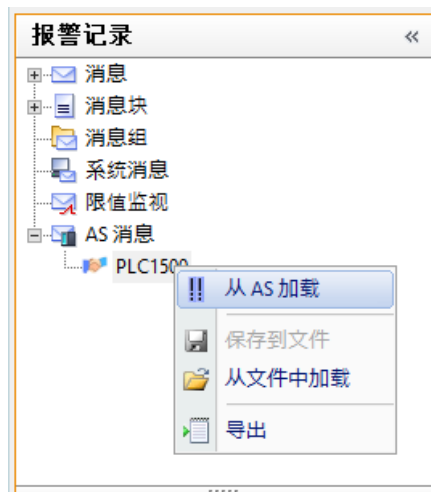 报警记录
消息
消息块
消息组
系统消息
限值监视
AS 消息
PLC1500
从 AS 加载
保存到文件
从文件中加载
导出